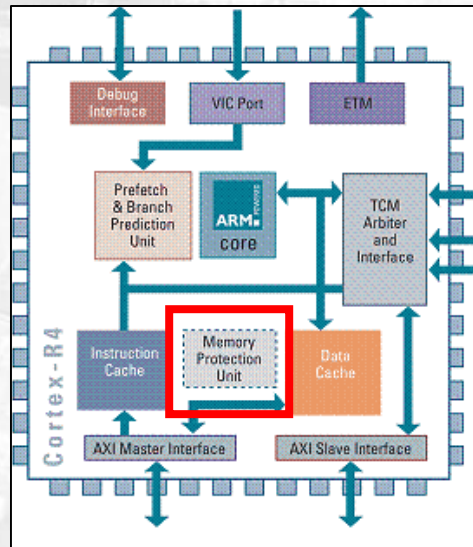 Debug
Interface
VIC Port
ETM
Prefetch
& Branch
Prediction
Unit
ARM
POWERED
core
TCM
Arbiter
and
Interface
Instruction
Cache
Memory
Protection
Unit
Data
Cache
Cortex-R4
AXI Master Interface
AXI Slave Interface